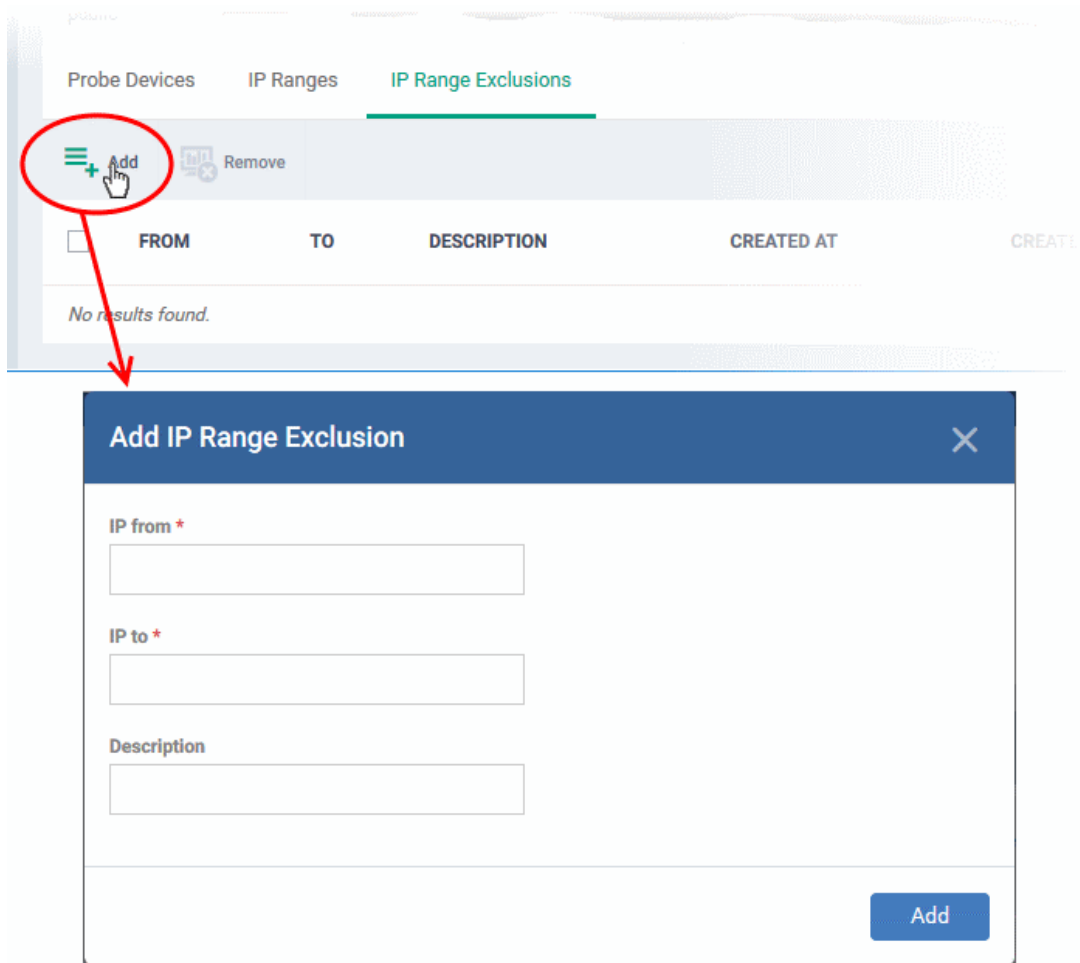 Probe Devices IP Ranges IP Range Exclusions
Add Remove
FROM TO DESCRIPTION CREATED AT
No results found.
Add IP Range Exclusion
IP from *
IP to *
Description
Add